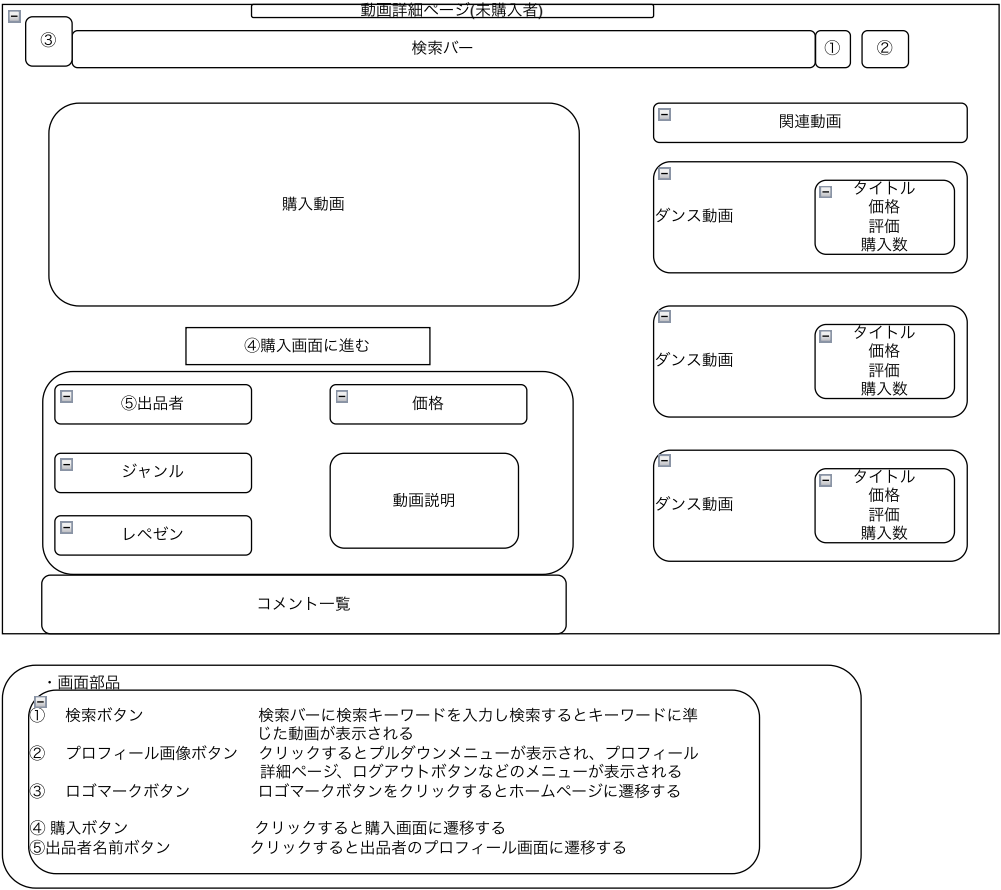 動画詳細ページ(未購入者)
③
検索バー
①
②
購入動画
④購入画面に進む
⑤出品者
価格
ジャンル
動画説明
レペゼン
コメント一覧
関連動画
ダンス動画
タイトル
価格
評価
購入数
ダンス動画
タイトル
価格
評価
購入数
ダンス動画
タイトル
価格
評価
購入数
・画面部品
① 検索ボタン 検索バーに検索キーワードを入力し検索するとキーワードに準
じた動画が表示される
② プロフィール画像ボタン クリックするとプルダウンメニューが表示され、プロフィール
詳細ページ、ログアウトボタンなどのメニューが表示される
③ ロゴマークボタン ロゴマークボタンをクリックするとホームページに遷移する
④ 購入ボタン クリックすると購入画面に遷移する
⑤出品者名前ボタン クリックすると出品者のプロフィール画面に遷移する